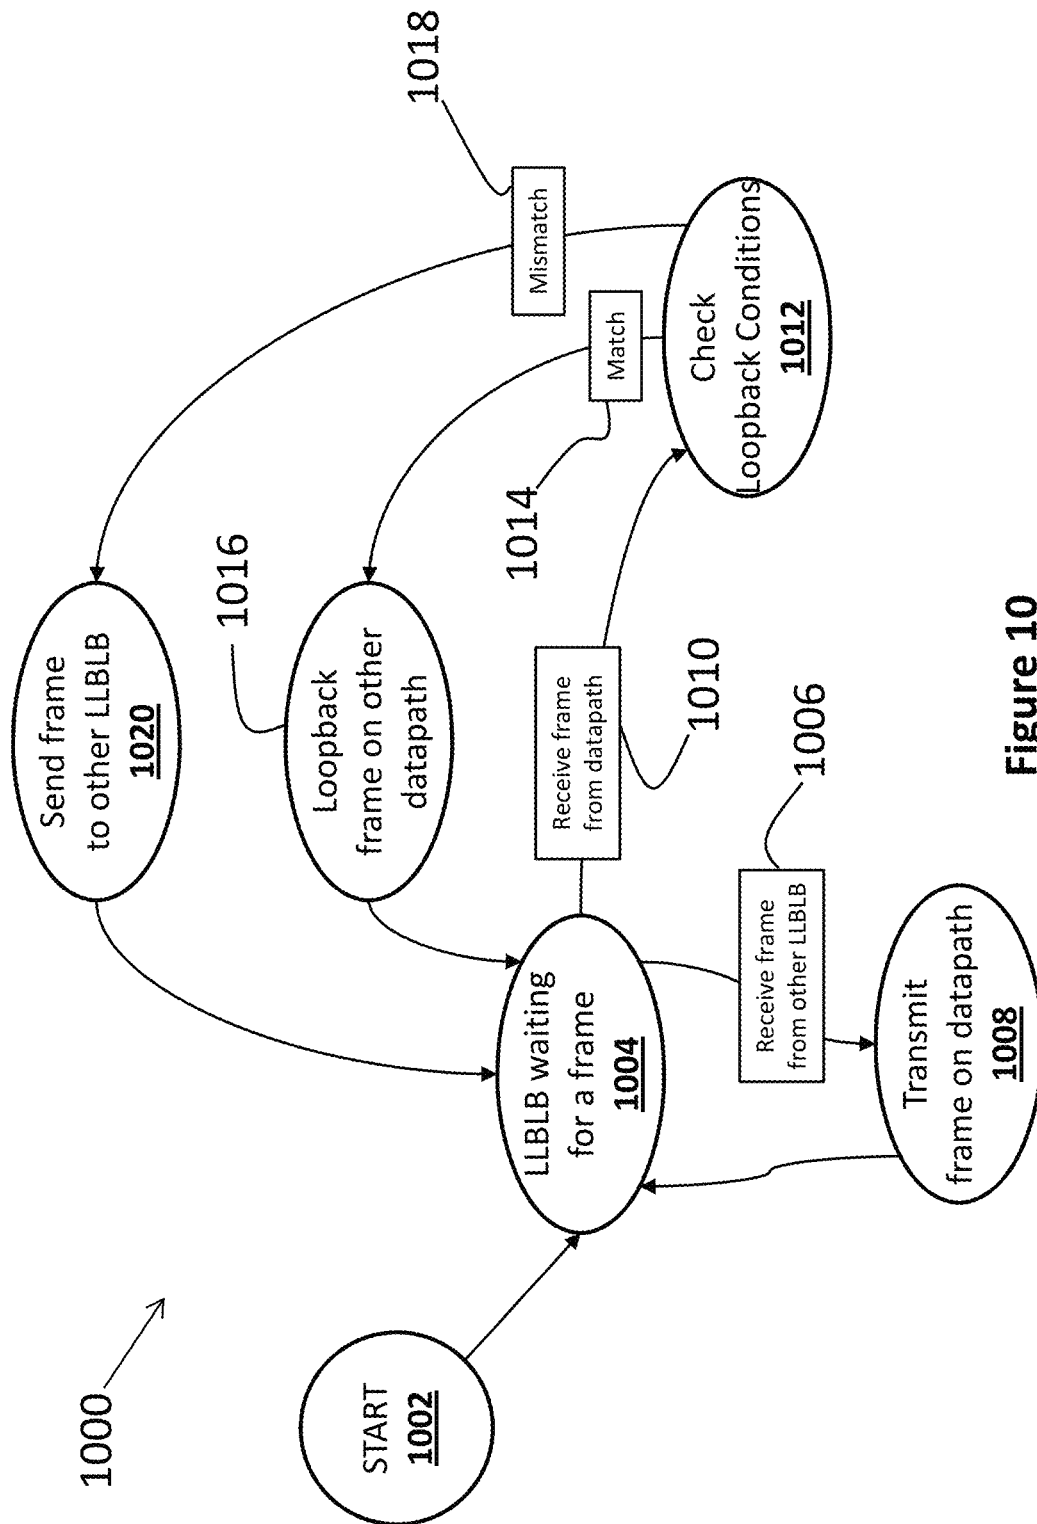 1000
START
1002
LLBLB waiting
for a frame
1004
Send frame
to other LLBLB
1020
1016
Loopback
frame on other
datapath
Receive frame
from datapath
1010
Receive frame
from other LLBLB
1006
Transmit
frame on datapath
1008
1018
Mismatch
Match
1014
Check
Loopback Conditions
1012
Figure 10